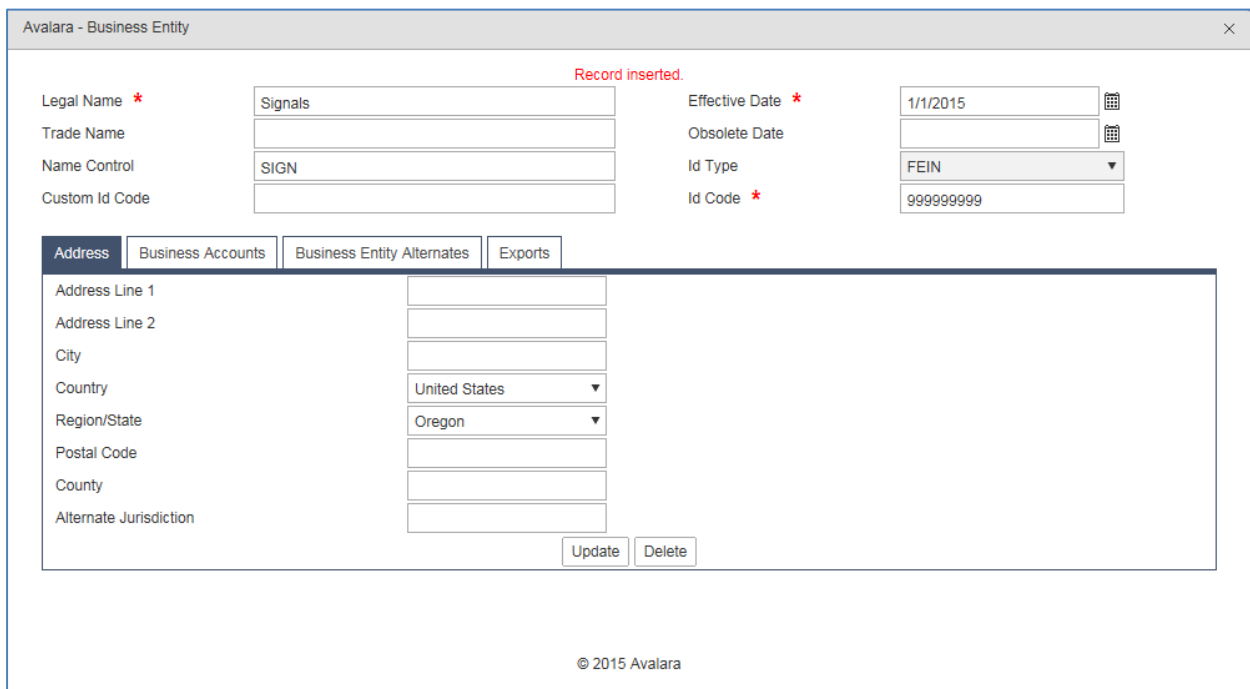 Avalara - Business Entity
Record inserted.
Legal Name * Signals Effective Date * 1/1/2015
Trade Name Obsolete Date
Name Control SIGN Id Type FEIN
Custom Id Code Id Code * 999999999
Address Business Accounts Business Entity Alternates Exports
Address Line 1
Address Line 2
City
Country United States
Region/State Oregon
Postal Code
County
Alternate Jurisdiction
Update Delete
© 2015 Avalara